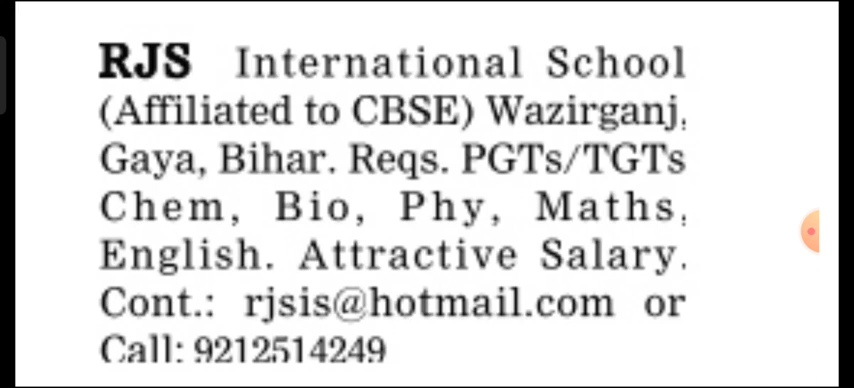 RJS International School
(Affiliated to CBSE) Wazirganj,
Gaya, Bihar. Reqs. PGTs/TGTs
Chem, Bio, Phy, Maths,
English. Attractive Salary.
Cont.: rjsis@hotmail.com or
Call: 9212514249